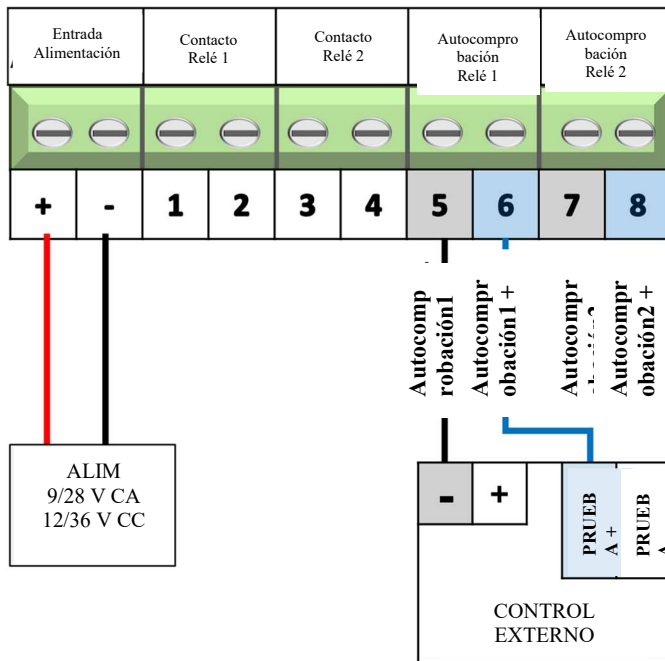 Entrada
Alimentación
Contacto
Relé 1
Contacto
Relé 2
Autocompro
bación
Relé 1
Autocompro
bación
Relé 2
+ - 1 2 3 4 5 6 7 8
Autocomp
robación1
Autocompr
obación1 +
Autocompr
Autocompr
obación2 +
ALIM
9/28 V CA
12/36 V CC
- +
PRUEB
A +
PRUEB
CONTROL
EXTERNO